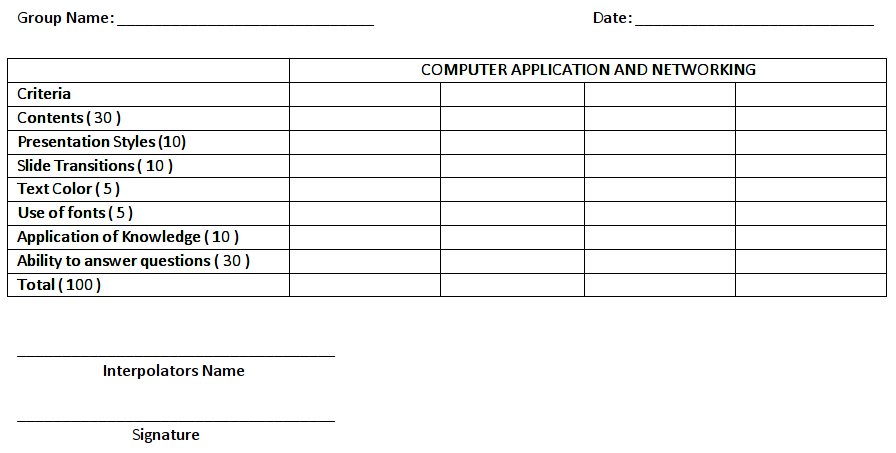 Group Name: ______________________________ Date: ____________________________
COMPUTER APPLICATION AND NETWORKING
Criteria
Contents ( 30 )
Presentation Styles (10)
Slide Transitions ( 10 )
Text Color ( 5 )
Use of fonts ( 5 )
Application of Knowledge ( 10 )
Ability to answer questions ( 30 )
Total ( 100 )
_____________________________________
Interpolators Name
_____________________________________
Signature